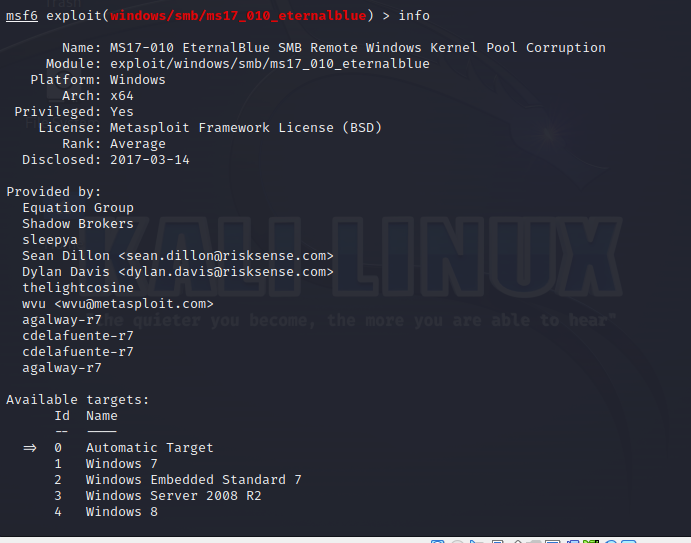 msf6 exploit(windows/smb/ms17_010_eternalblue) > info
Name: MS17-010 EternalBlue SMB Remote Windows Kernel Pool Corruption
Module: exploit/windows/smb/ms17_010_eternalblue
Platform: Windows
Arch: x64
Privileged: Yes
License: Metasploit Framework License (BSD)
Rank: Average
Disclosed: 2017-03-14
Provided by:
Equation Group
Shadow Brokers
sleepya
Sean Dillon <sean.dillon@risksense.com>
Dylan Davis <dylan.davis@risksense.com>
thelightcosine
wvu <wvu@metasploit.com>
agalway-r7
cdelafuente-r7
cdelafuente-r7
agalway-r7
KALI LINUX
the quieter you become, the more you are able to hear"
Available targets:
Id Name
-- ----
=> 0 Automatic Target
1 Windows 7
2 Windows Embedded Standard 7
3 Windows Server 2008 R2
4 Windows 8